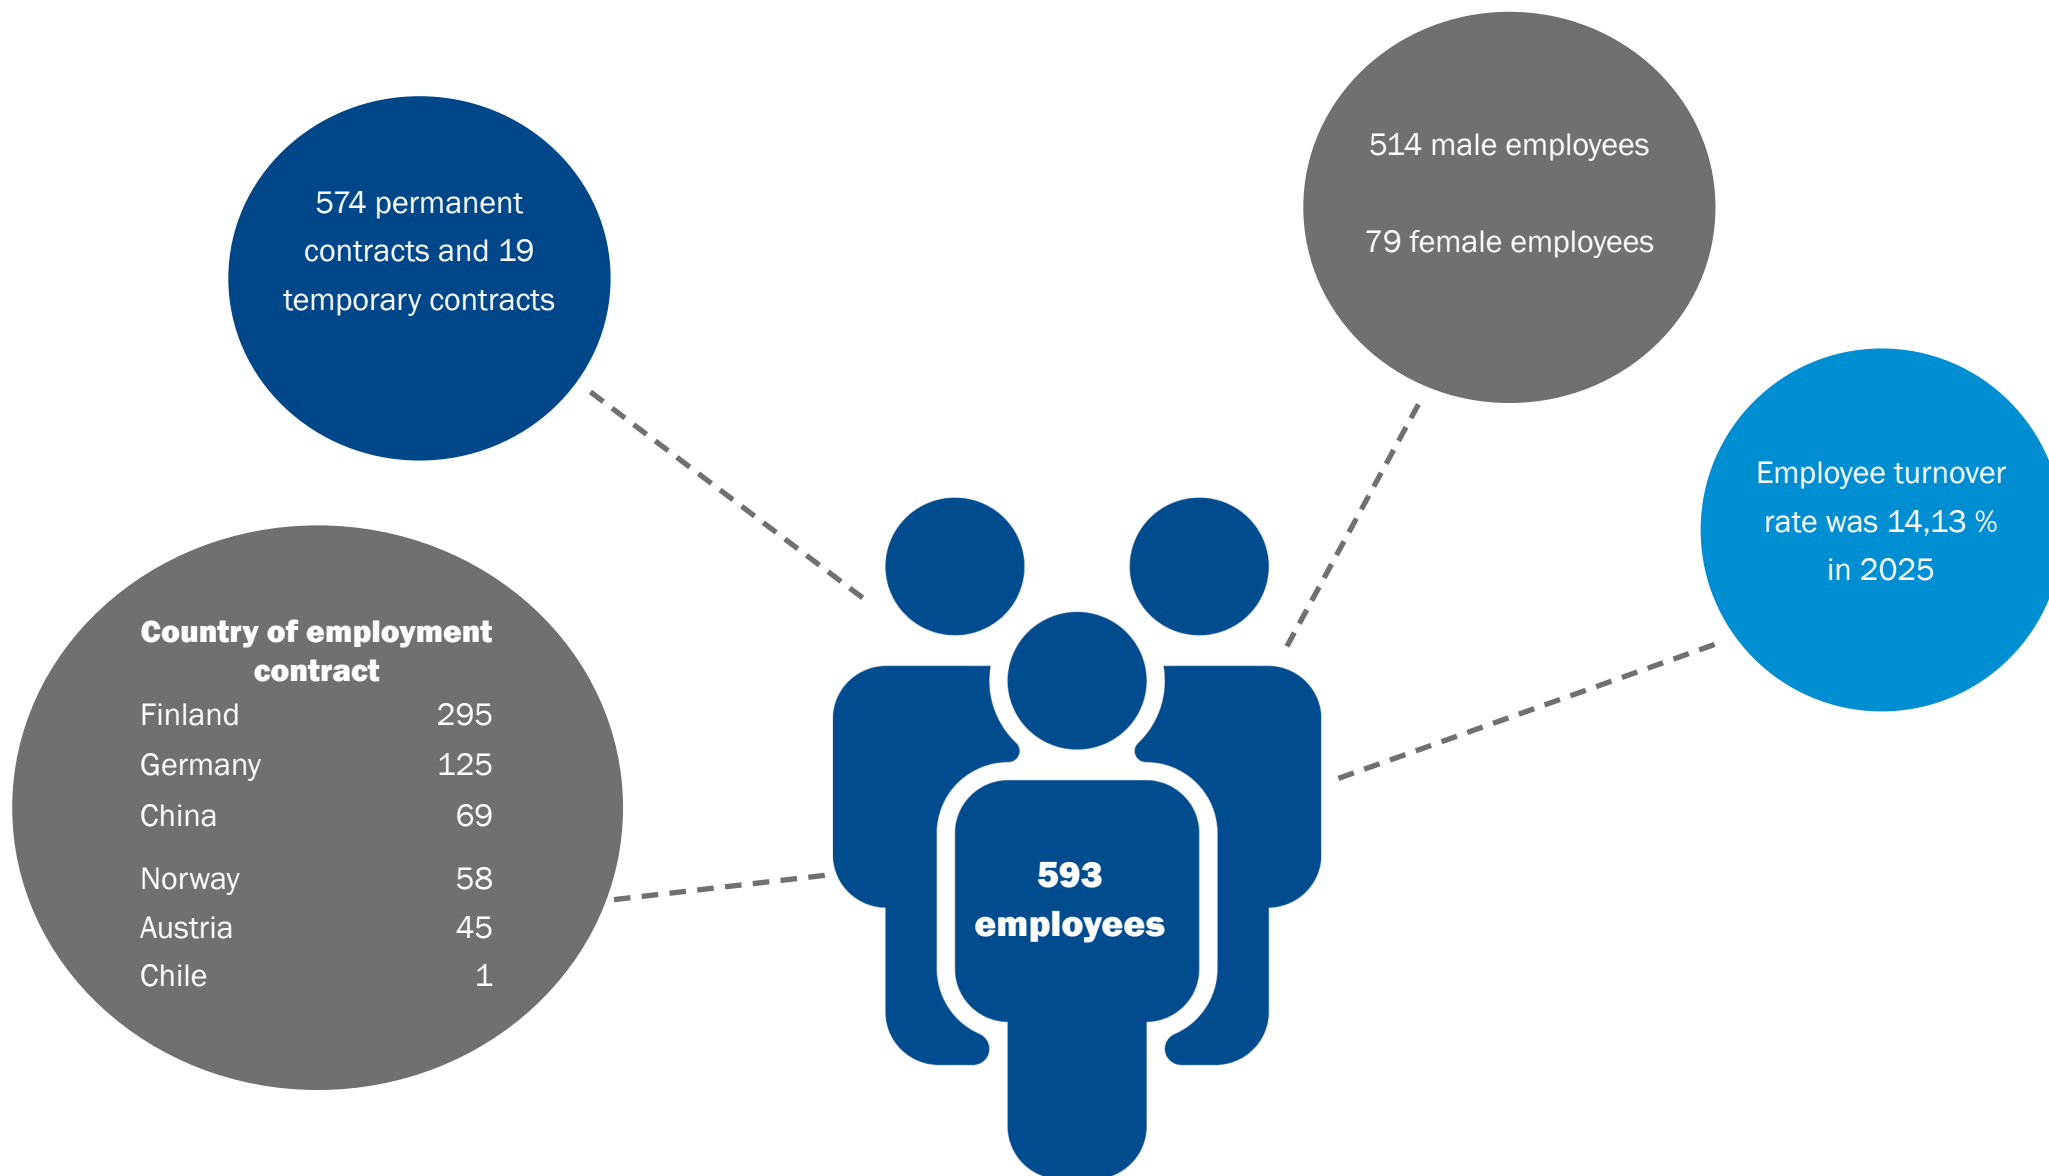 574 permanent
contracts and 19
temporary contracts
514 male employees
79 female employees
Employee turnover
rate was 14,13 %
in 2025
Country of employment
contract
Finland 295
Germany 125
China 69
Norway 58
Austria 45
Chile 1
593
employees